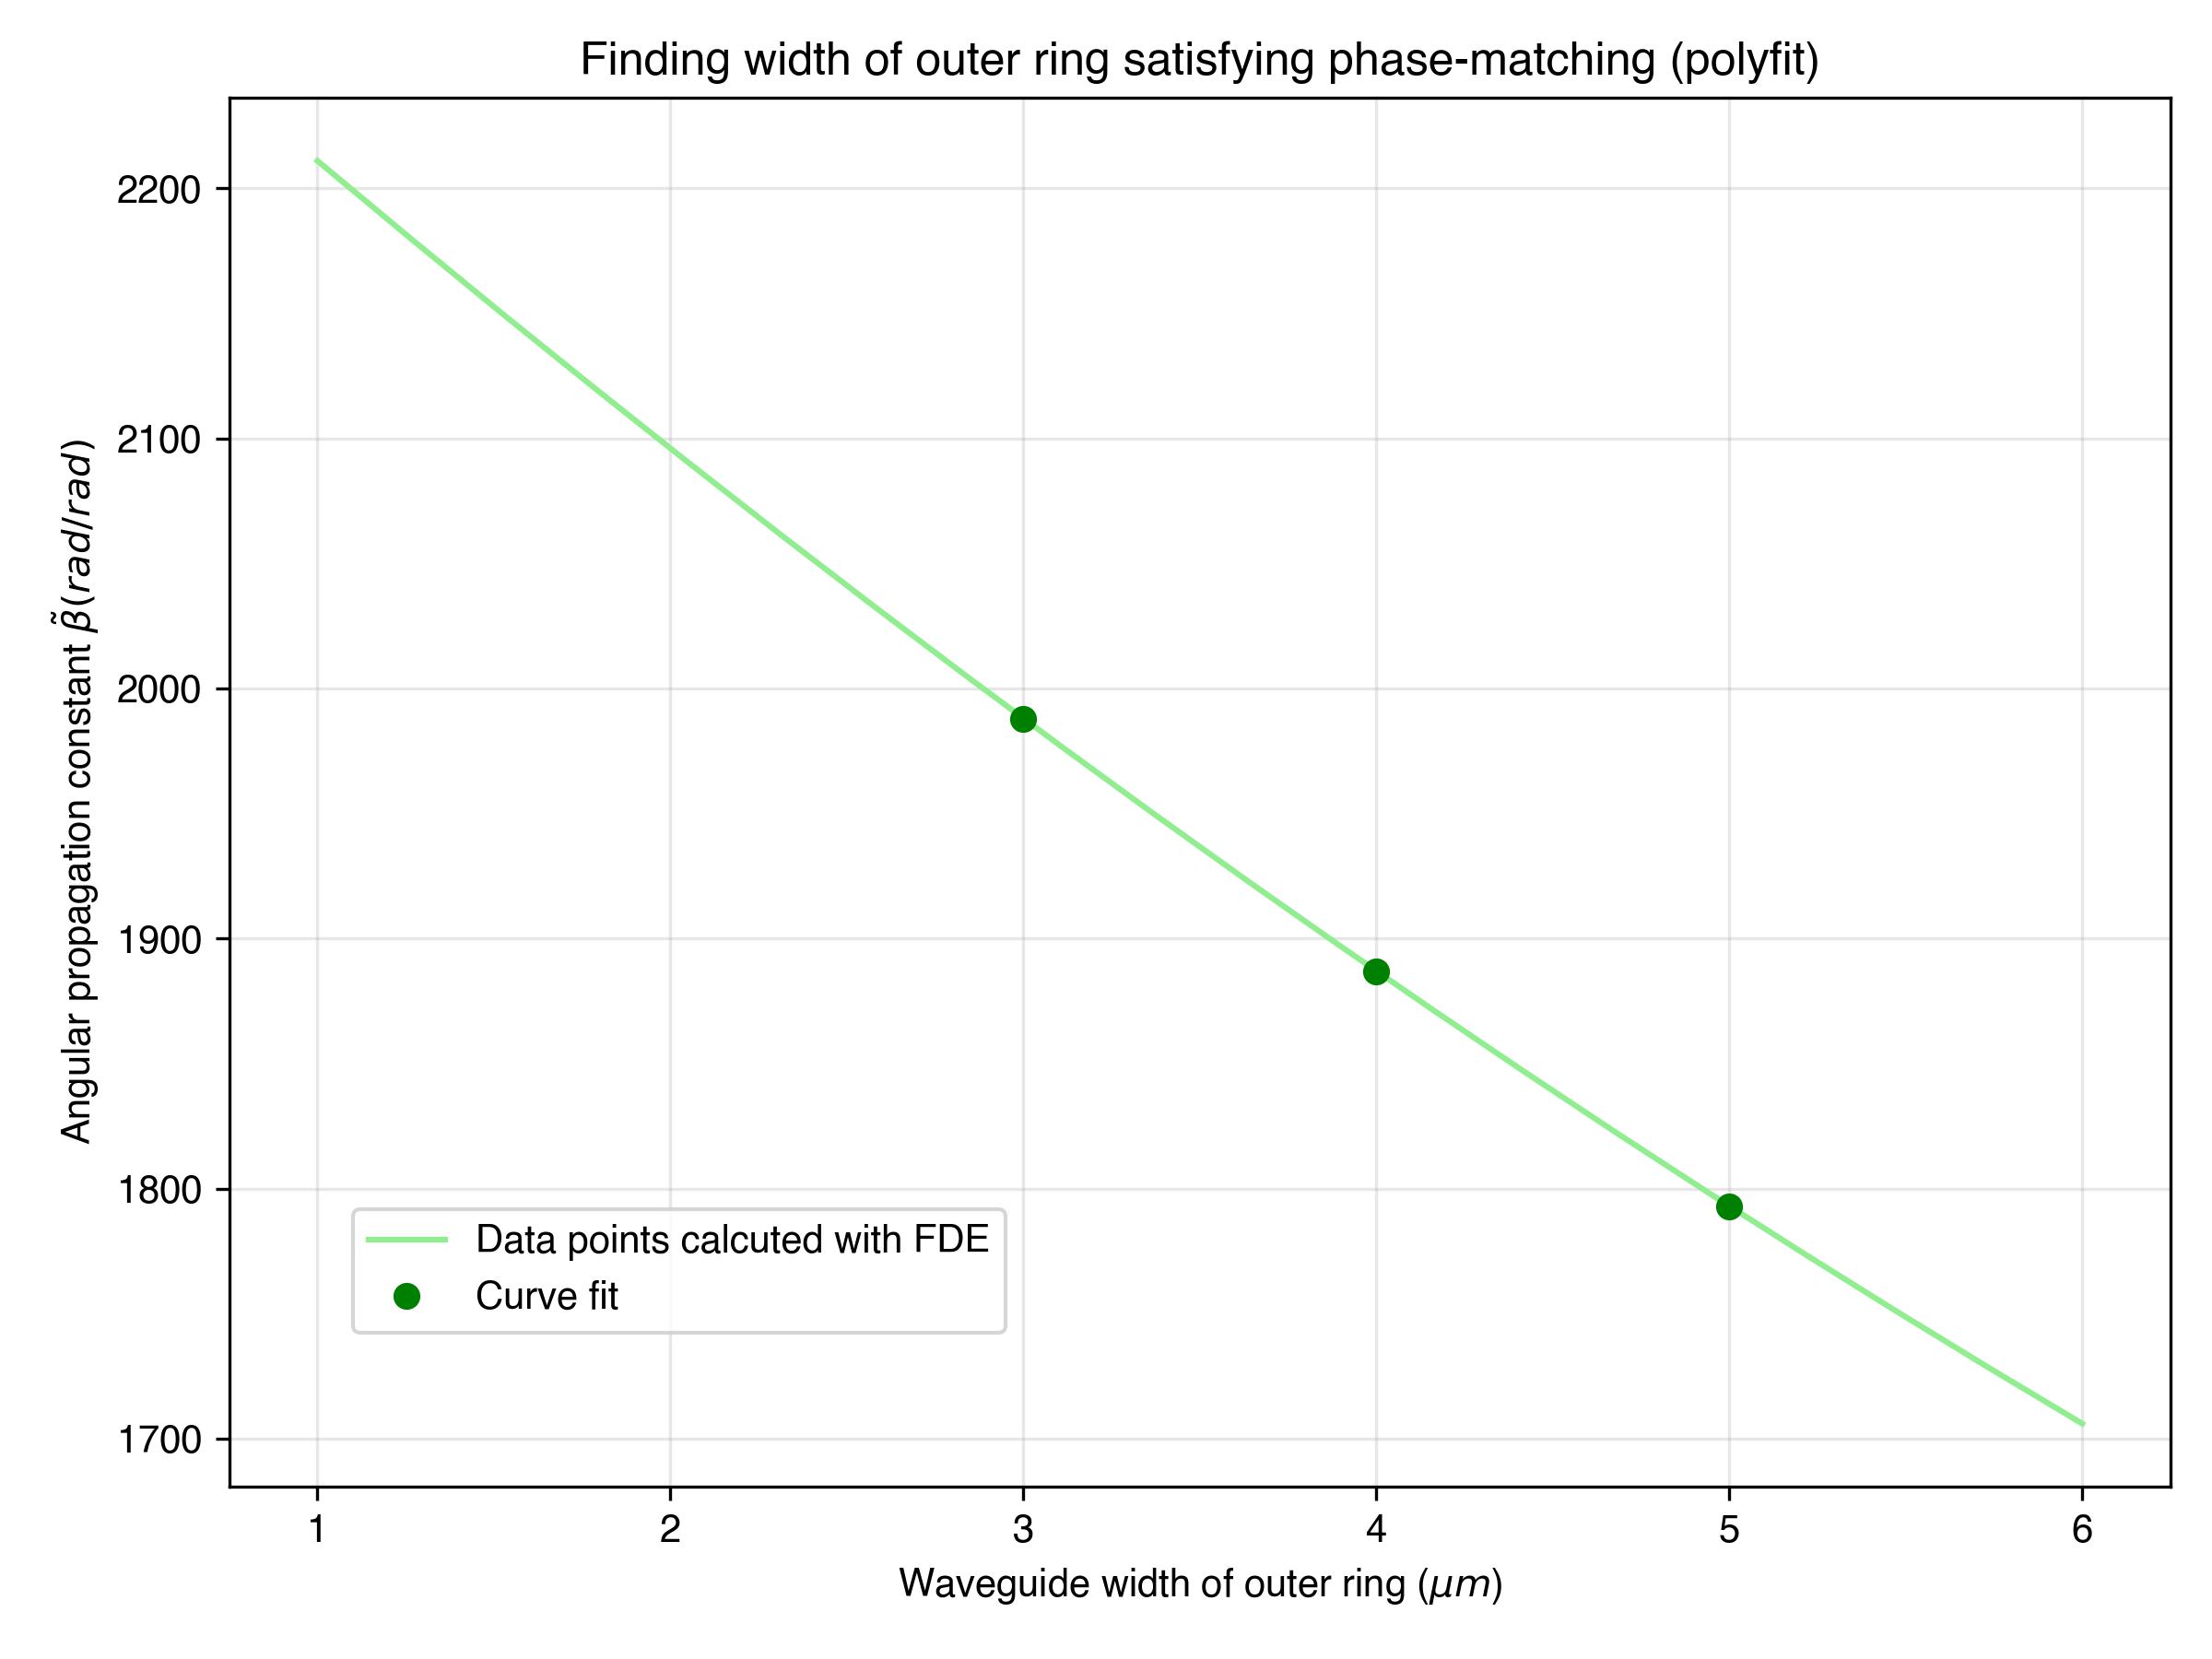 Finding width of outer ring satisfying phase-matching (polyfit)
Angular propagation constant β̃(rad/rad)
2200
2100
2000
1900
1800
1700
Data points calcuted with FDE
Curve fit
1 2 3 4 5 6
Waveguide width of outer ring (μm)